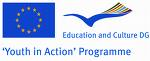 Education and Culture DG
'Youth in Action' Programme